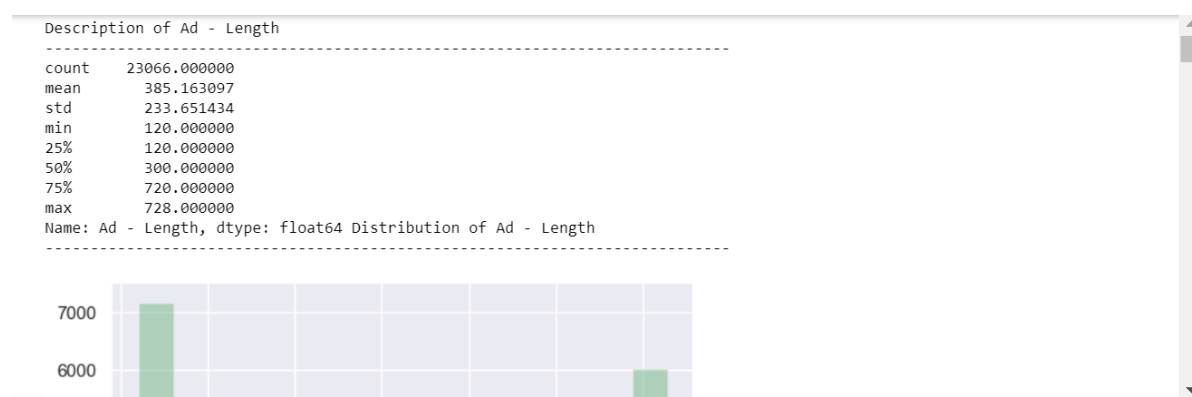 Description of Ad - Length
---------------------------------------------------------------------------
count    23066.000000
mean       385.163097
std        233.651434
min        120.000000
25%        120.000000
50%        300.000000
75%        720.000000
max        728.000000
Name: Ad - Length, dtype: float64 Distribution of Ad - Length
---------------------------------------------------------------------------
7000
6000